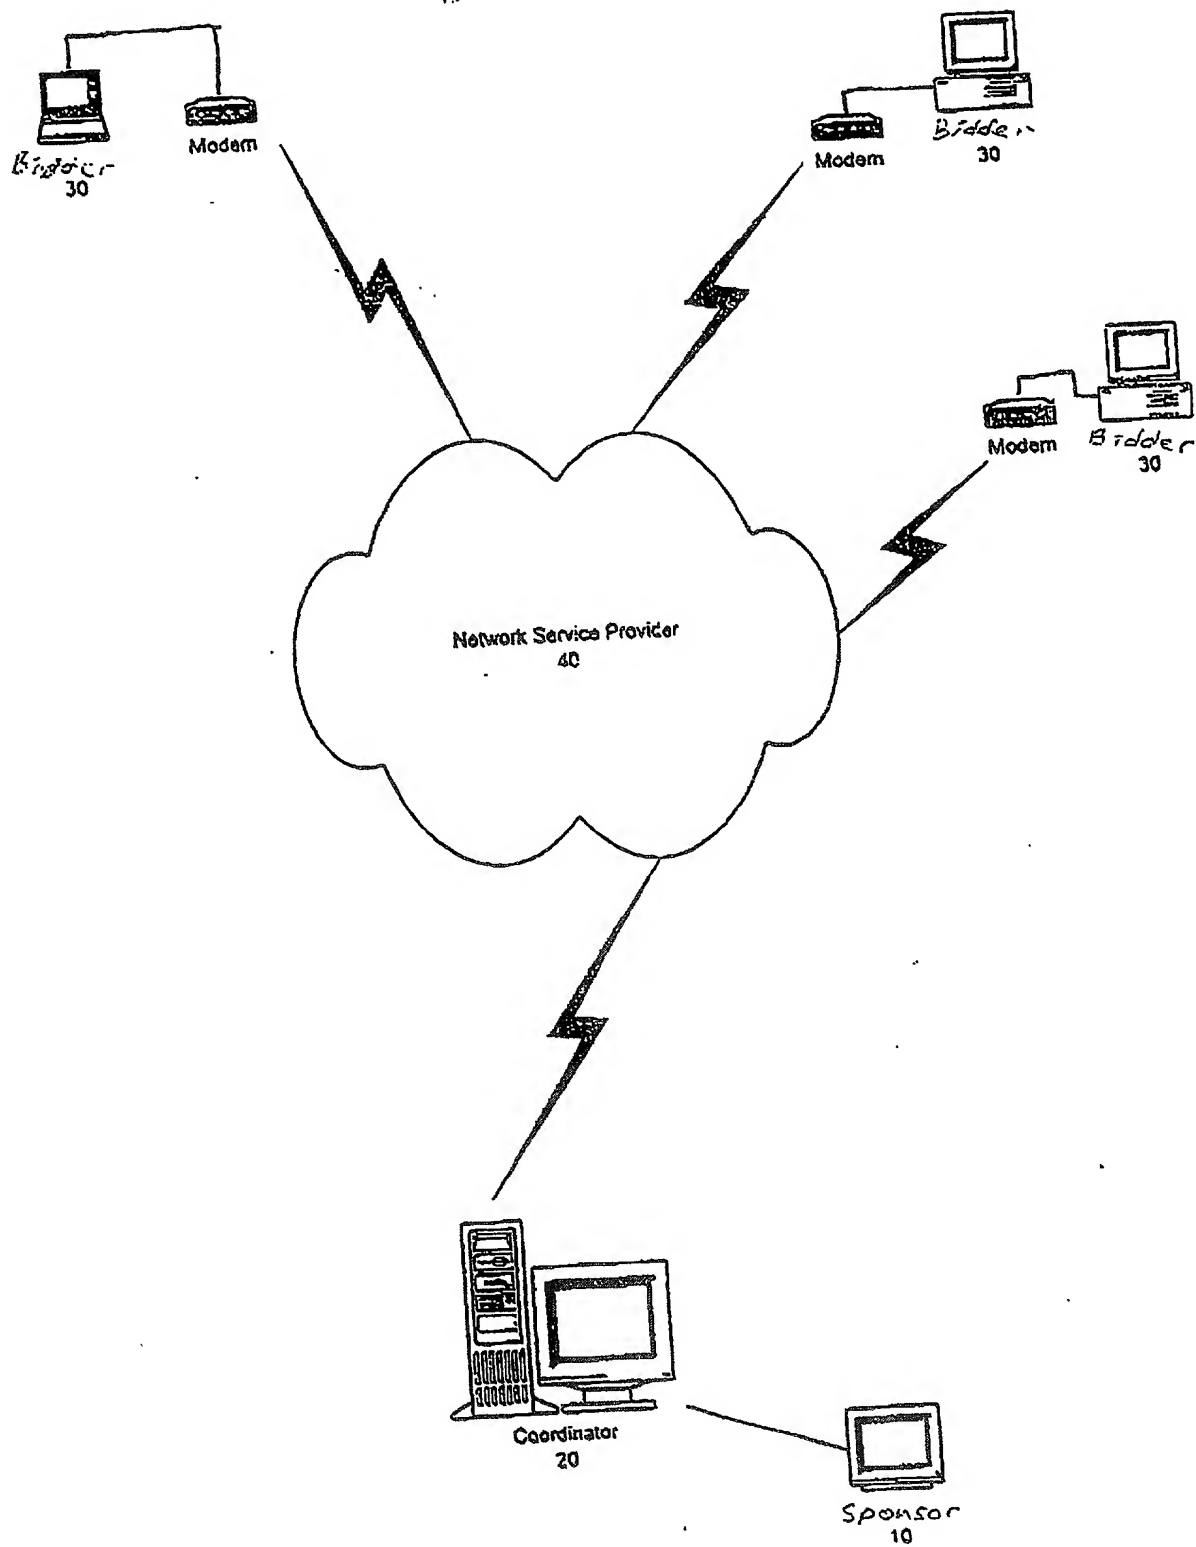 Modem
Bidder
30
Modem
Bidder
30
Modem
Bidder
30
Network Service Provider
40
Coordinator
20
Sponsor
10